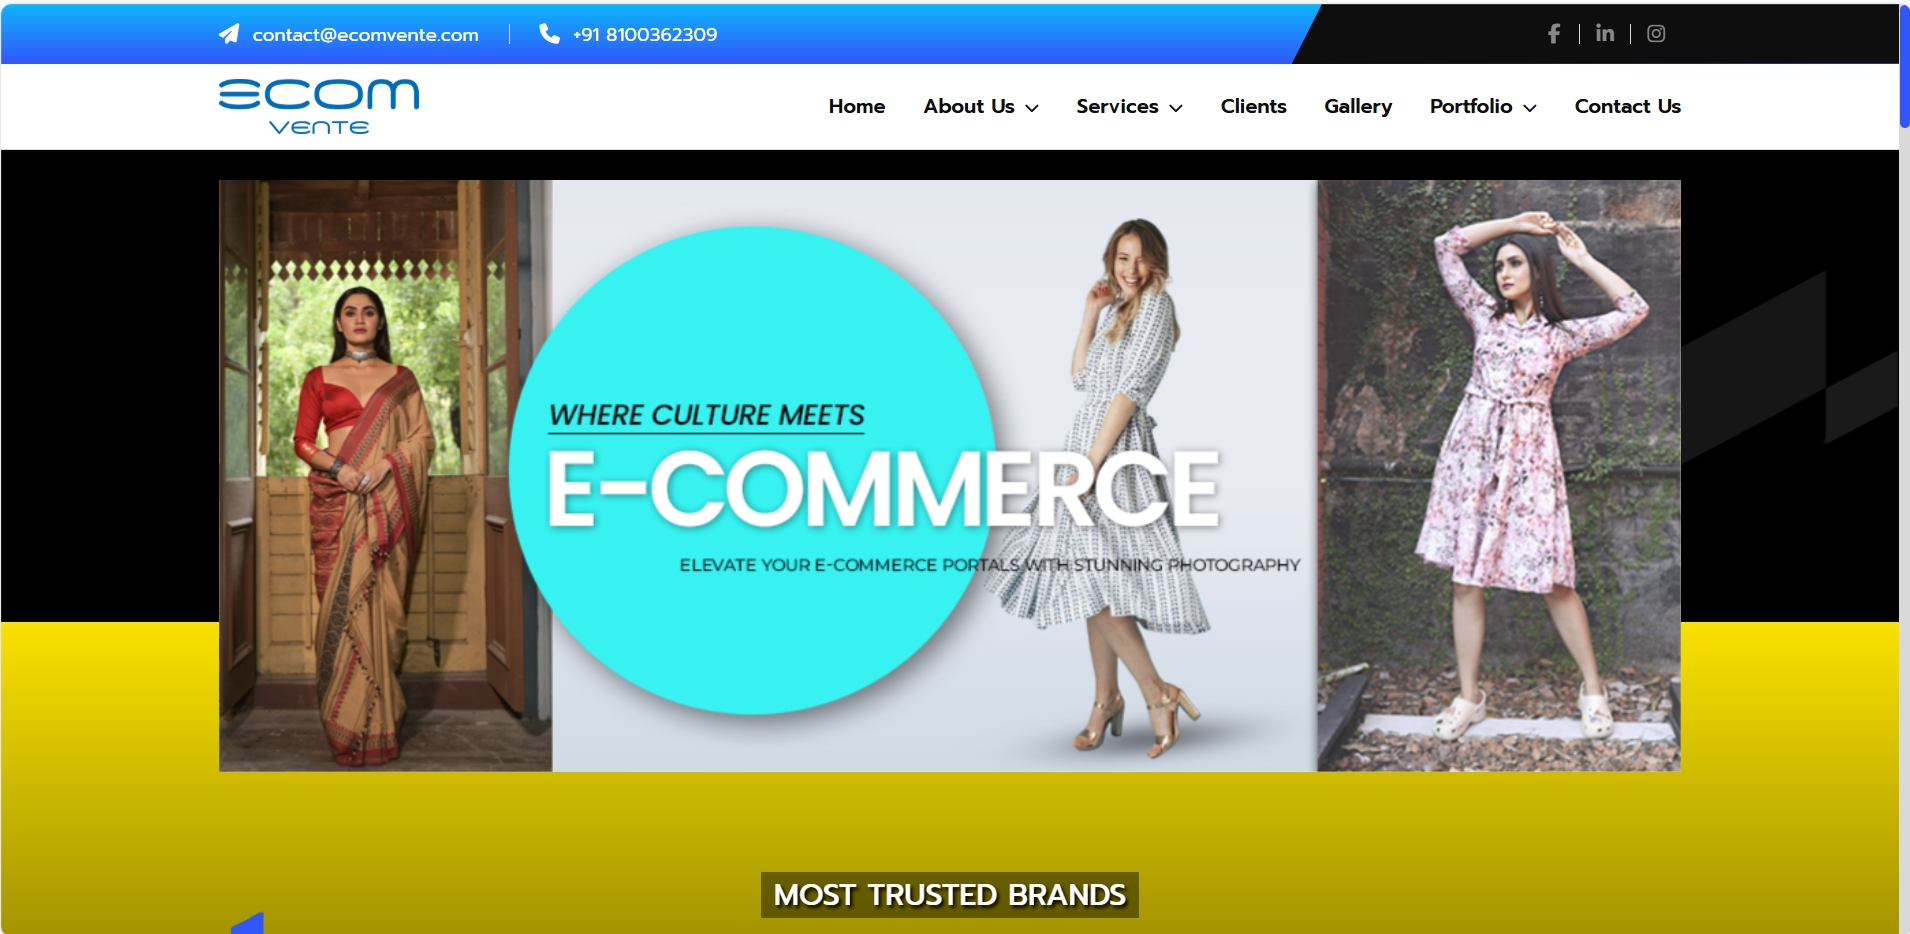 contact@ecomvente.com
+91 8100362309
ecom
vente
Home
About Us
Services
Clients
Gallery
Portfolio
Contact Us
WHERE CULTURE MEETS
E-COMMERCE
ELEVATE YOUR E-COMMERCE PORTALS WITH STUNNING PHOTOGRAPHY
MOST TRUSTED BRANDS